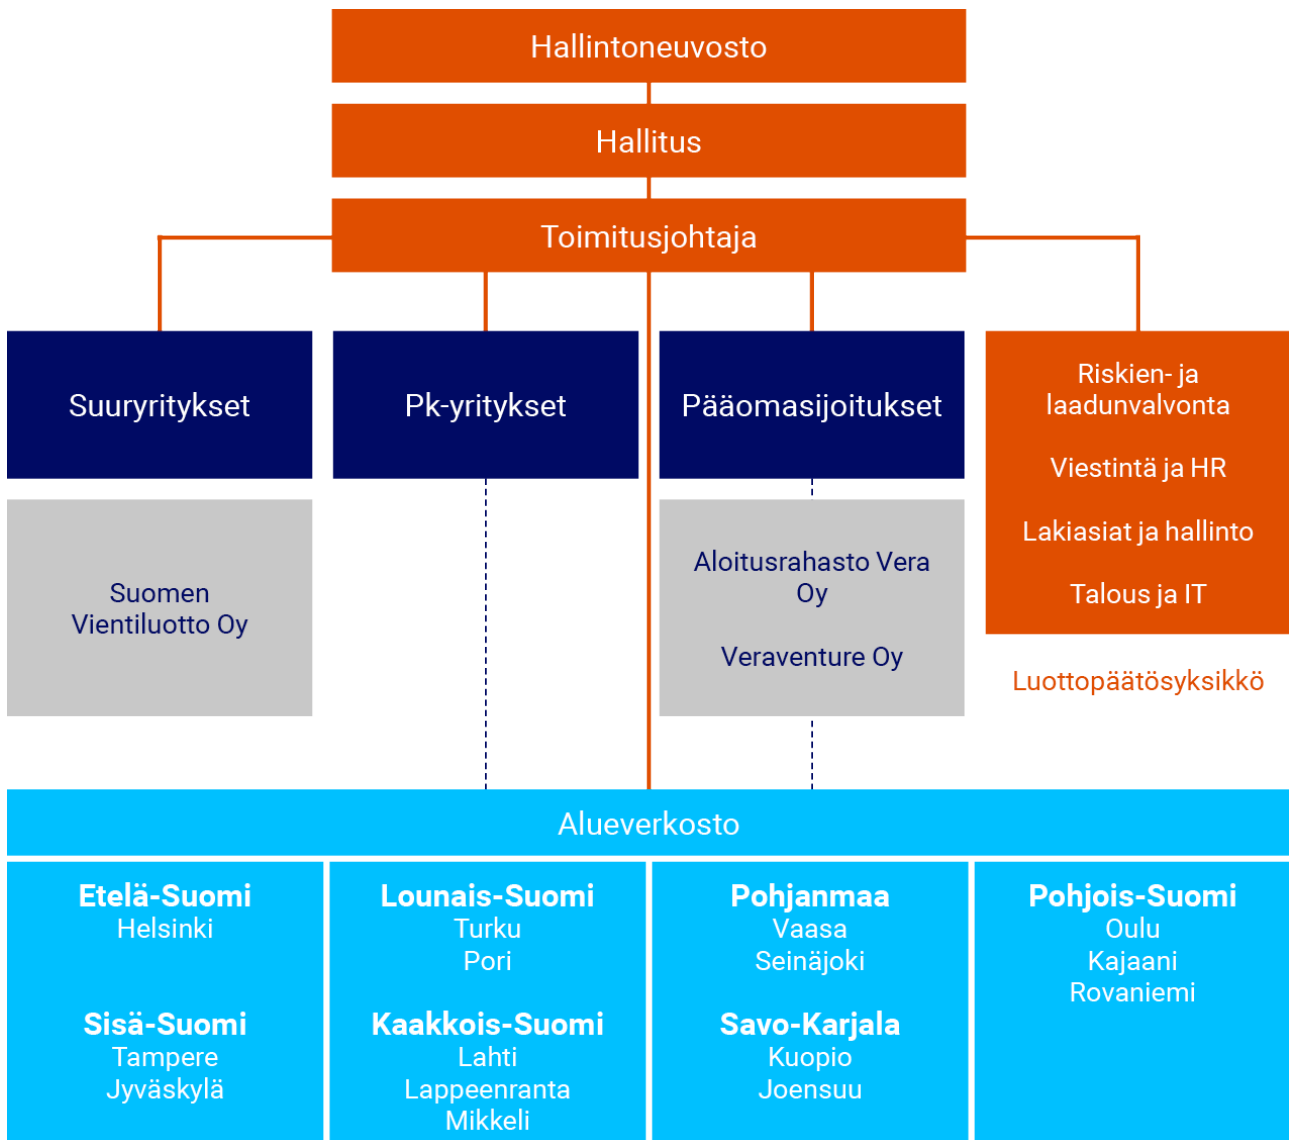 Hallintoneuvosto
Hallitus
Toimitusjohtaja
Suuryritykset
Pk-yritykset
Pääomasijoitukset
Riskien- ja
laadunvalvonta
Viestintä ja HR
Lakiasiat ja hallinto
Talous ja IT
Suomen
Vientiluotto Oy
Aloitusrahasto Vera
Oy
Veraventure Oy
Luottopäätösyksikkö
Alueverkosto
Etelä-Suomi
Helsinki
Sisä-Suomi
Tampere
Jyväskylä
Lounais-Suomi
Turku
Pori
Kaakkois-Suomi
Lahti
Lappeenranta
Mikkeli
Pohjanmaa
Vaasa
Seinäjoki
Savo-Karjala
Kuopio
Joensuu
Pohjois-Suomi
Oulu
Kajaani
Rovaniemi